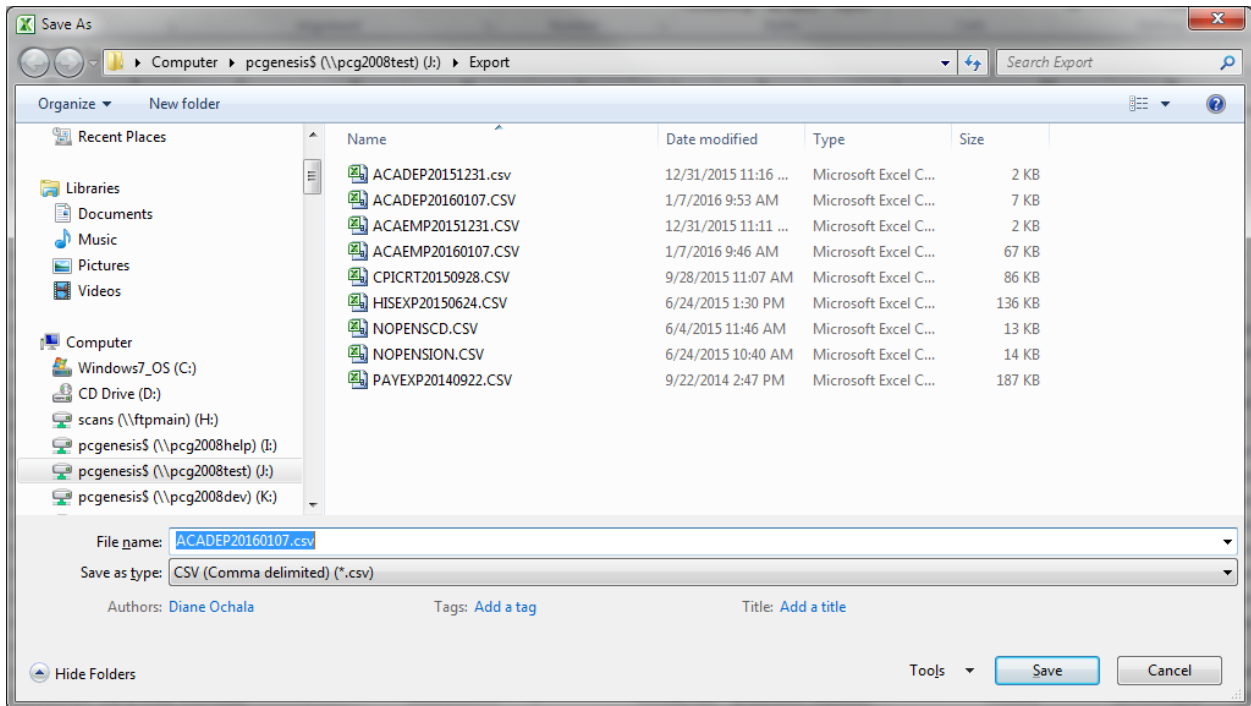 Save As
Computer ▸ pcgenesis$ (\\pcg2008test) (J:) ▸ Export
Search Export
Organize
New folder
Recent Places
Libraries
Documents
Music
Pictures
Videos
Computer
Windows7_OS (C:)
CD Drive (D:)
scans (\\ftpmain) (H:)
pcgenesis$ (\\pcg2008help) (I:)
pcgenesis$ (\\pcg2008test) (J:)
pcgenesis$ (\\pcg2008dev) (K:)
Name Date modified Type Size
ACADEP20151231.csv 12/31/2015 11:16 ... Microsoft Excel C... 2 KB
ACADEP20160107.CSV 1/7/2016 9:53 AM Microsoft Excel C... 7 KB
ACAEMP20151231.CSV 12/31/2015 11:11 ... Microsoft Excel C... 2 KB
ACAEMP20160107.CSV 1/7/2016 9:46 AM Microsoft Excel C... 67 KB
CPICRT20150928.CSV 9/28/2015 11:07 AM Microsoft Excel C... 86 KB
HISEXP20150624.CSV 6/24/2015 1:30 PM Microsoft Excel C... 136 KB
NOPENSCD.CSV 6/4/2015 11:46 AM Microsoft Excel C... 13 KB
NOPENSION.CSV 6/24/2015 10:40 AM Microsoft Excel C... 14 KB
PAYEXP20140922.CSV 9/22/2014 2:47 PM Microsoft Excel C... 187 KB
File name: ACADEP20160107.csv
Save as type: CSV (Comma delimited) (*.csv)
Authors: Diane Ochala Tags: Add a tag Title: Add a title
Hide Folders
Tools Save Cancel